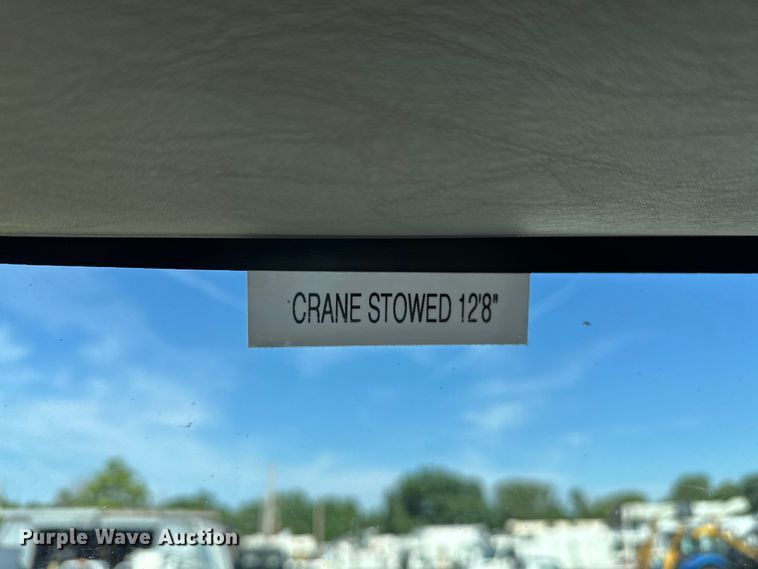 CRANE STOWED 12'8"
Purple Wave Auction